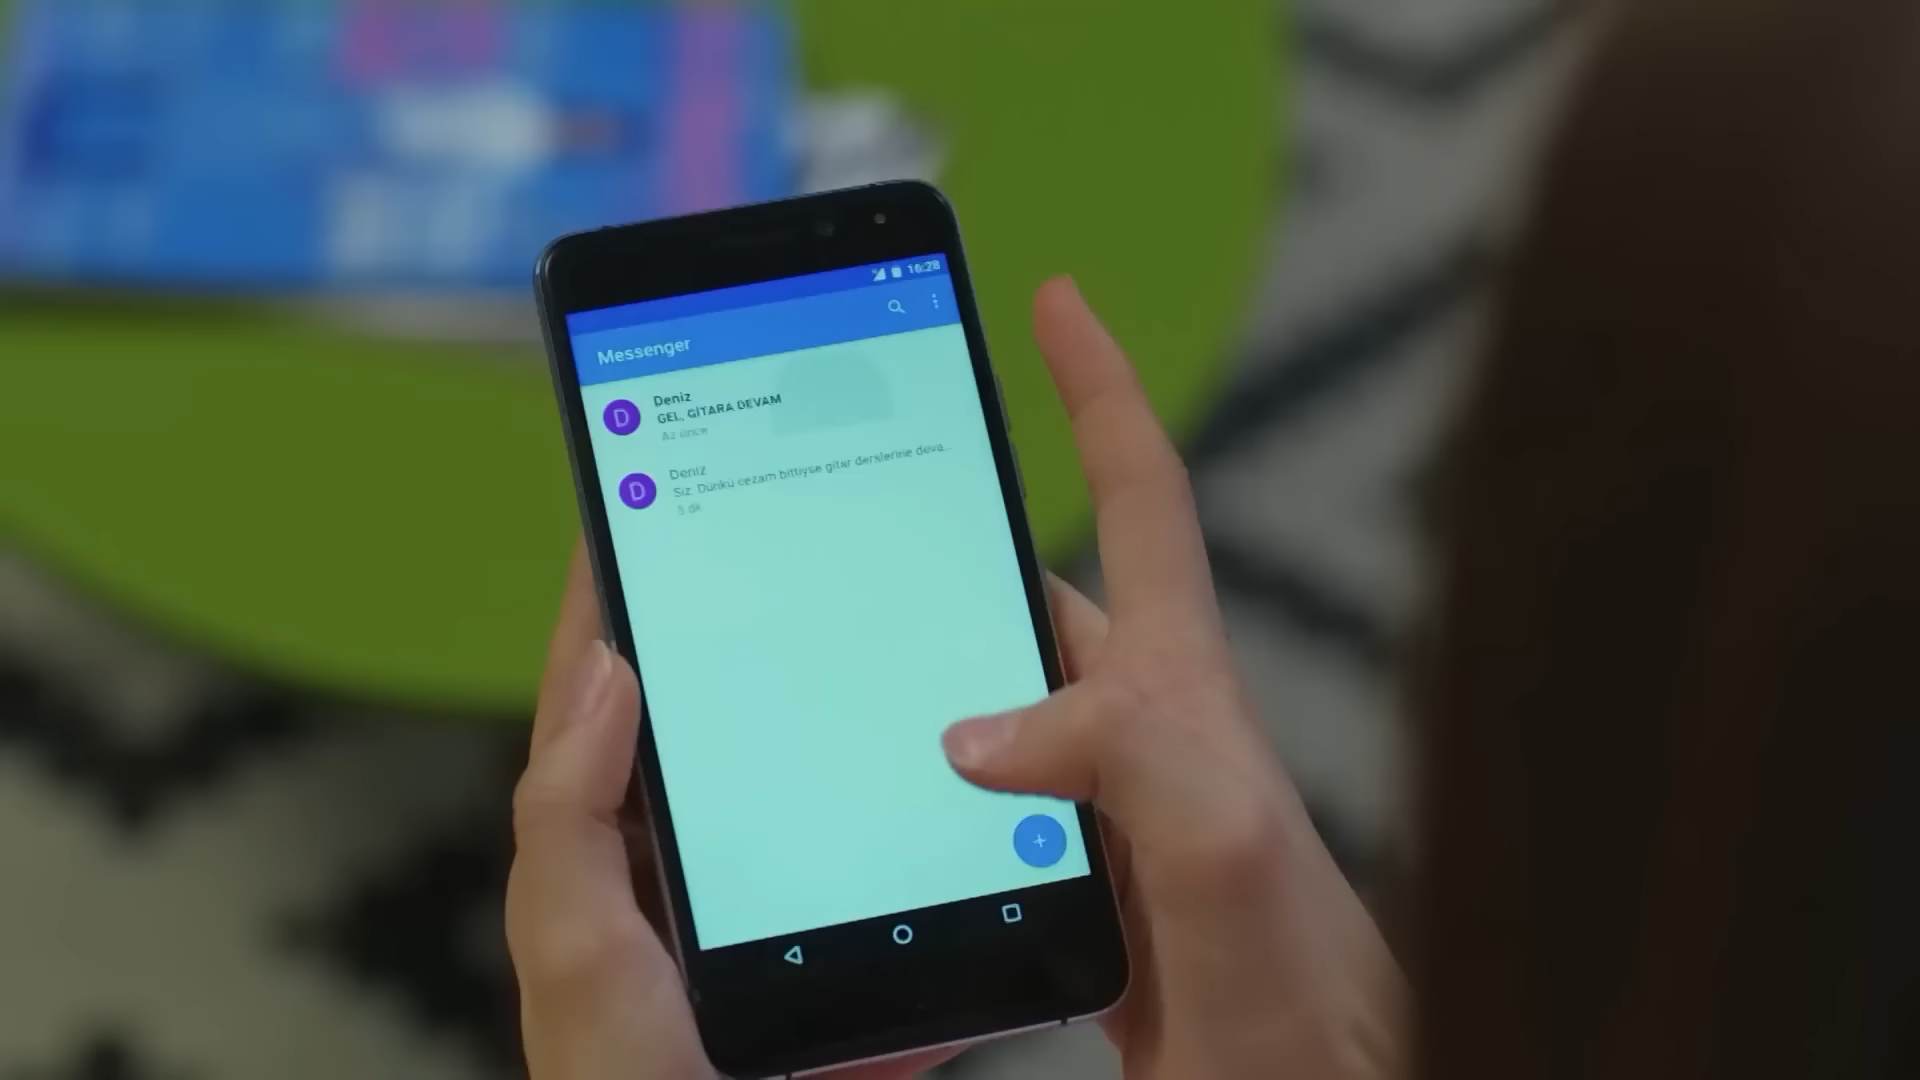 16:28
Messenger
D
Deniz
GEL, GİTARA DEVAM
Az önce
D
Deniz
Siz: Dünkü cezam bittiyse gitar derslerine deva...
5 dk